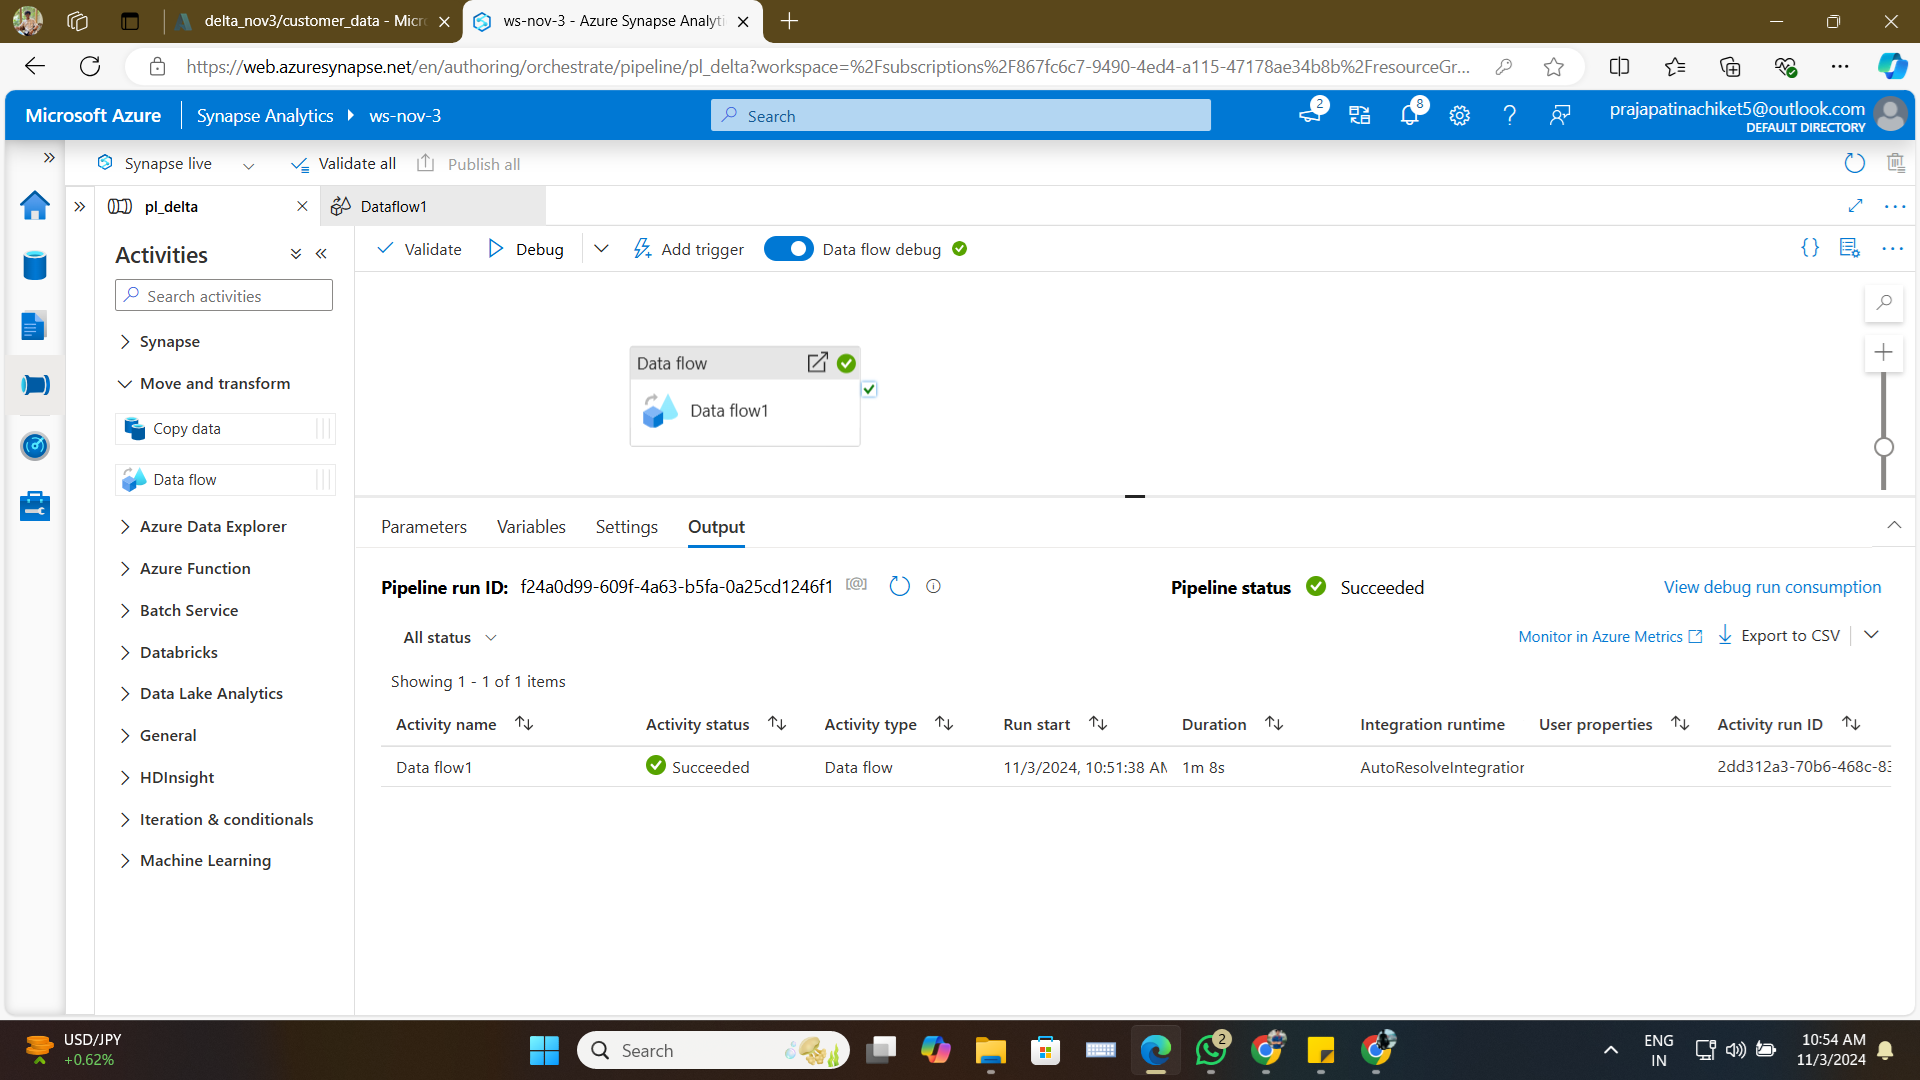 delta_nov3/customer_data - Micr
ws-nov-3 - Azure Synapse Analyti
https://web.azuresynapse.net/en/authoring/orchestrate/pipeline/pl_delta?workspace=%2Fsubscriptions%2F867fc6c7-9490-4ed4-a115-47178ae34b8b%2FresourceGr...
Microsoft Azure
Synapse Analytics
ws-nov-3
Search
2
8
prajapatinachiket5@outlook.com
DEFAULT DIRECTORY
Synapse live
Validate all
Publish all
pl_delta
Dataflow1
Activities
Search activities
Synapse
Move and transform
Copy data
Data flow
Azure Data Explorer
Azure Function
Batch Service
Databricks
Data Lake Analytics
General
HDInsight
Iteration & conditionals
Machine Learning
Validate
Debug
Add trigger
Data flow debug
Data flow
Data flow1
Parameters
Variables
Settings
Output
Pipeline run ID: f24a0d99-609f-4a63-b5fa-0a25cd1246f1
Pipeline status
Succeeded
View debug run consumption
All status
Monitor in Azure Metrics
Export to CSV
Showing 1 - 1 of 1 items
Activity name
Activity status
Activity type
Run start
Duration
Integration runtime
User properties
Activity run ID
Data flow1
Succeeded
Data flow
11/3/2024, 10:51:38 AM
1m 8s
AutoResolveIntegration
2dd312a3-70b6-468c-83
USD/JPY
+0.62%
Search
2
ENG
IN
10:54 AM
11/3/2024